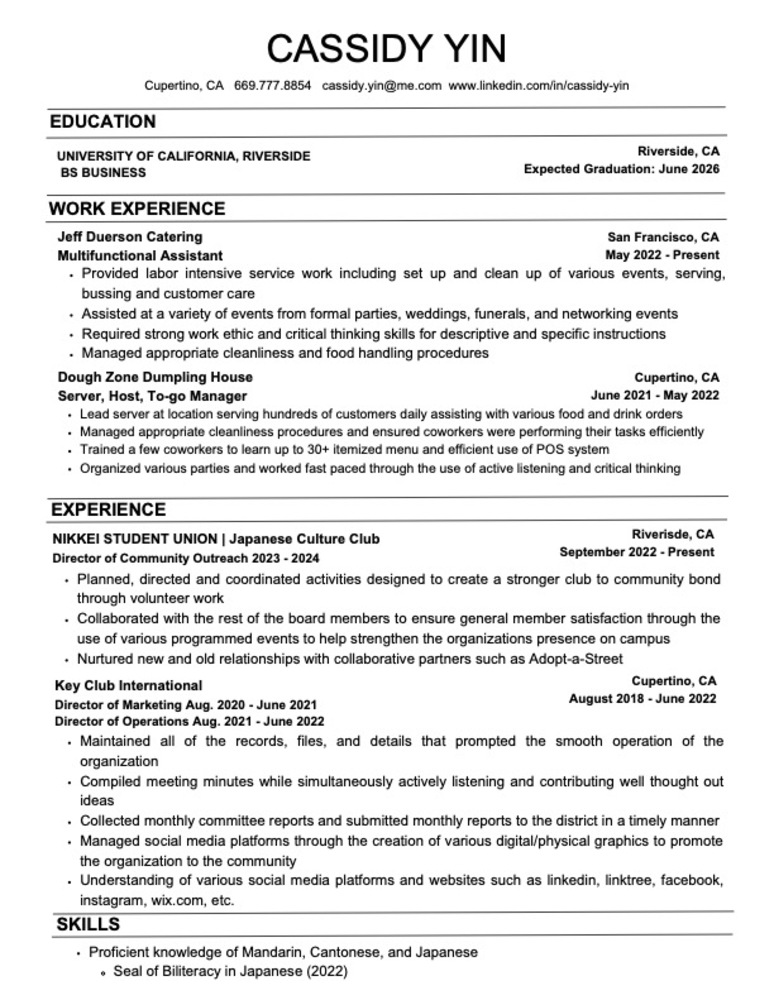 CASSIDY YIN
Cupertino, CA 669.777.8854 cassidy.yin@me.com www.linkedin.com/in/cassidy-yin
EDUCATION
UNIVERSITY OF CALIFORNIA, RIVERSIDE
Riverside, CA
BS BUSINESS
Expected Graduation: June 2026
WORK EXPERIENCE
Jeff Duerson Catering
San Francisco, CA
Multifunctional Assistant
May 2022 - Present
• Provided labor intensive service work including set up and clean up of various events, serving,
bussing and customer care
• Assisted at a variety of events from formal parties, weddings, funerals, and networking events
• Required strong work ethic and critical thinking skills for descriptive and specific instructions
• Managed appropriate cleanliness and food handling procedures
Dough Zone Dumpling House
Cupertino, CA
Server, Host, To-go Manager
June 2021 - May 2022
• Lead server at location serving hundreds of customers daily assisting with various food and drink orders
• Managed appropriate cleanliness procedures and ensured coworkers were performing their tasks efficiently
• Trained a few coworkers to learn up to 30+ itemized menu and efficient use of POS system
• Organized various parties and worked fast paced through the use of active listening and critical thinking
EXPERIENCE
NIKKEI STUDENT UNION | Japanese Culture Club
Riverisde, CA
Director of Community Outreach 2023 - 2024
September 2022 - Present
• Planned, directed and coordinated activities designed to create a stronger club to community bond
through volunteer work
• Collaborated with the rest of the board members to ensure general member satisfaction through the
use of various programmed events to help strengthen the organizations presence on campus
• Nurtured new and old relationships with collaborative partners such as Adopt-a-Street
Key Club International
Cupertino, CA
Director of Marketing Aug. 2020 - June 2021
August 2018 - June 2022
Director of Operations Aug. 2021 - June 2022
• Maintained all of the records, files, and details that prompted the smooth operation of the
organization
• Compiled meeting minutes while simultaneously actively listening and contributing well thought out
ideas
• Collected monthly committee reports and submitted monthly reports to the district in a timely manner
• Managed social media platforms through the creation of various digital/physical graphics to promote
the organization to the community
• Understanding of various social media platforms and websites such as linkedin, linktree, facebook,
instagram, wix.com, etc.
SKILLS
• Proficient knowledge of Mandarin, Cantonese, and Japanese
∘ Seal of Biliteracy in Japanese (2022)